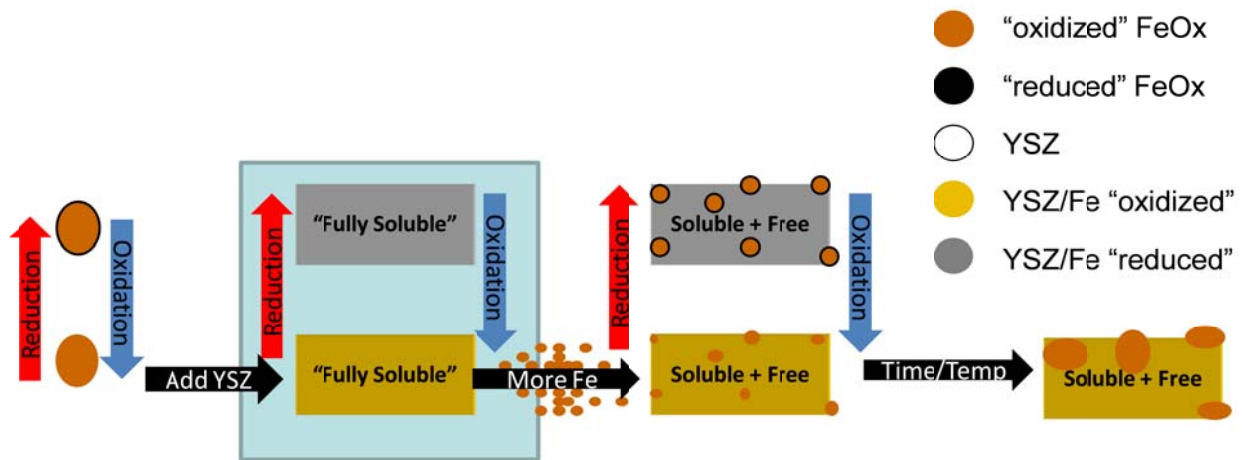 "oxidized" FeOx
"reduced" FeOx
YSZ
YSZ/Fe "oxidized"
YSZ/Fe "reduced"
Reduction
Oxidation
Add YSZ
Reduction
"Fully Soluble"
Oxidation
"Fully Soluble"
More Fe
Reduction
Soluble + Free
Oxidation
Soluble + Free
Time/Temp
Soluble + Free